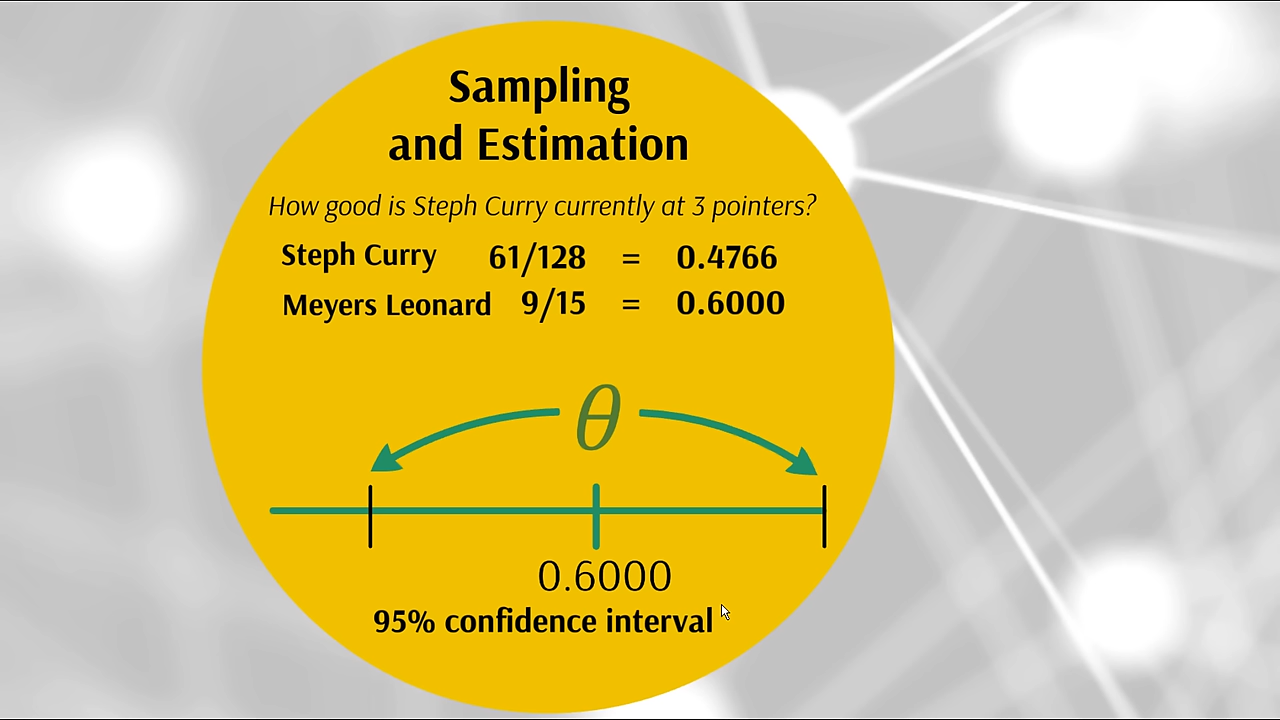 Sampling
and Estimation
How good is Steph Curry currently at 3 pointers?
Steph Curry 61/128 = 0.4766
Meyers Leonard 9/15 = 0.6000
θ
0.6000
95% confidence interval